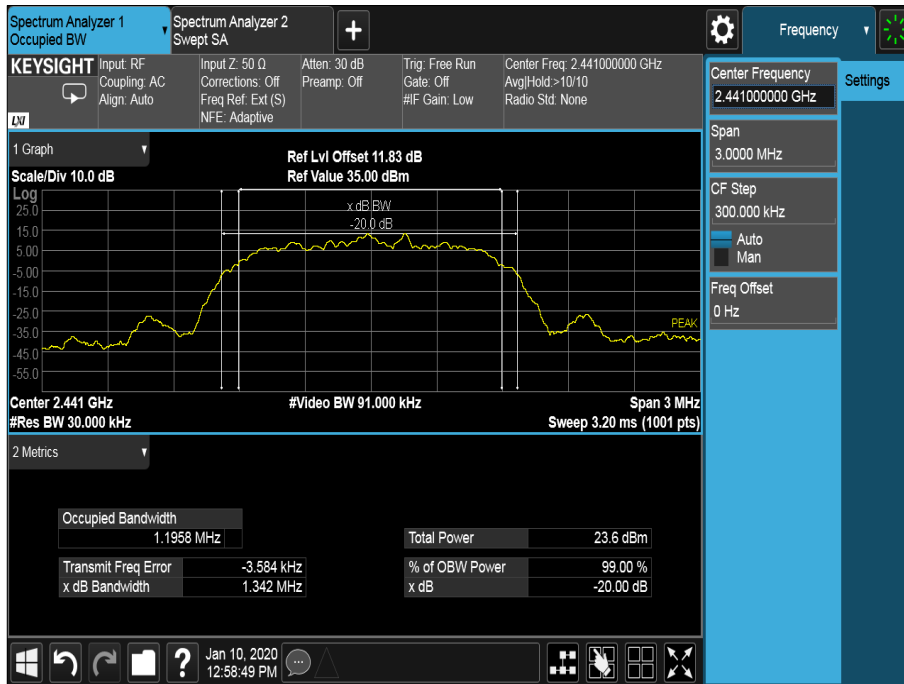 Spectrum Analyzer 1
Occupied BW
Spectrum Analyzer 2
Swept SA
Frequency
KEYSIGHT
LXI
Input: RF
Coupling: AC
Align: Auto
Input Z: 50 Ω
Corrections: Off
Freq Ref: Ext (S)
NFE: Adaptive
Atten: 30 dB
Preamp: Off
Trig: Free Run
Gate: Off
#IF Gain: Low
Center Freq: 2.441000000 GHz
Avg|Hold:>10/10
Radio Std: None
Center Frequency
2.441000000 GHz
Settings
Span
3.0000 MHz
CF Step
300.000 kHz
Auto
Man
Freq Offset
0 Hz
1 Graph
Scale/Div 10.0 dB
Ref Lvl Offset 11.83 dB
Ref Value 35.00 dBm
Log
25.0
15.0
5.00
-5.00
-15.0
-25.0
-35.0
-45.0
-55.0
x dB BW
-20.0 dB
PEAK
Center 2.441 GHz
#Video BW 91.000 kHz
Span 3 MHz
#Res BW 30.000 kHz
Sweep 3.20 ms (1001 pts)
2 Metrics
Occupied Bandwidth
1.1958 MHz
Total Power 23.6 dBm
Transmit Freq Error -3.584 kHz
% of OBW Power 99.00 %
x dB Bandwidth 1.342 MHz
x dB -20.00 dB
?
Jan 10, 2020
12:58:49 PM